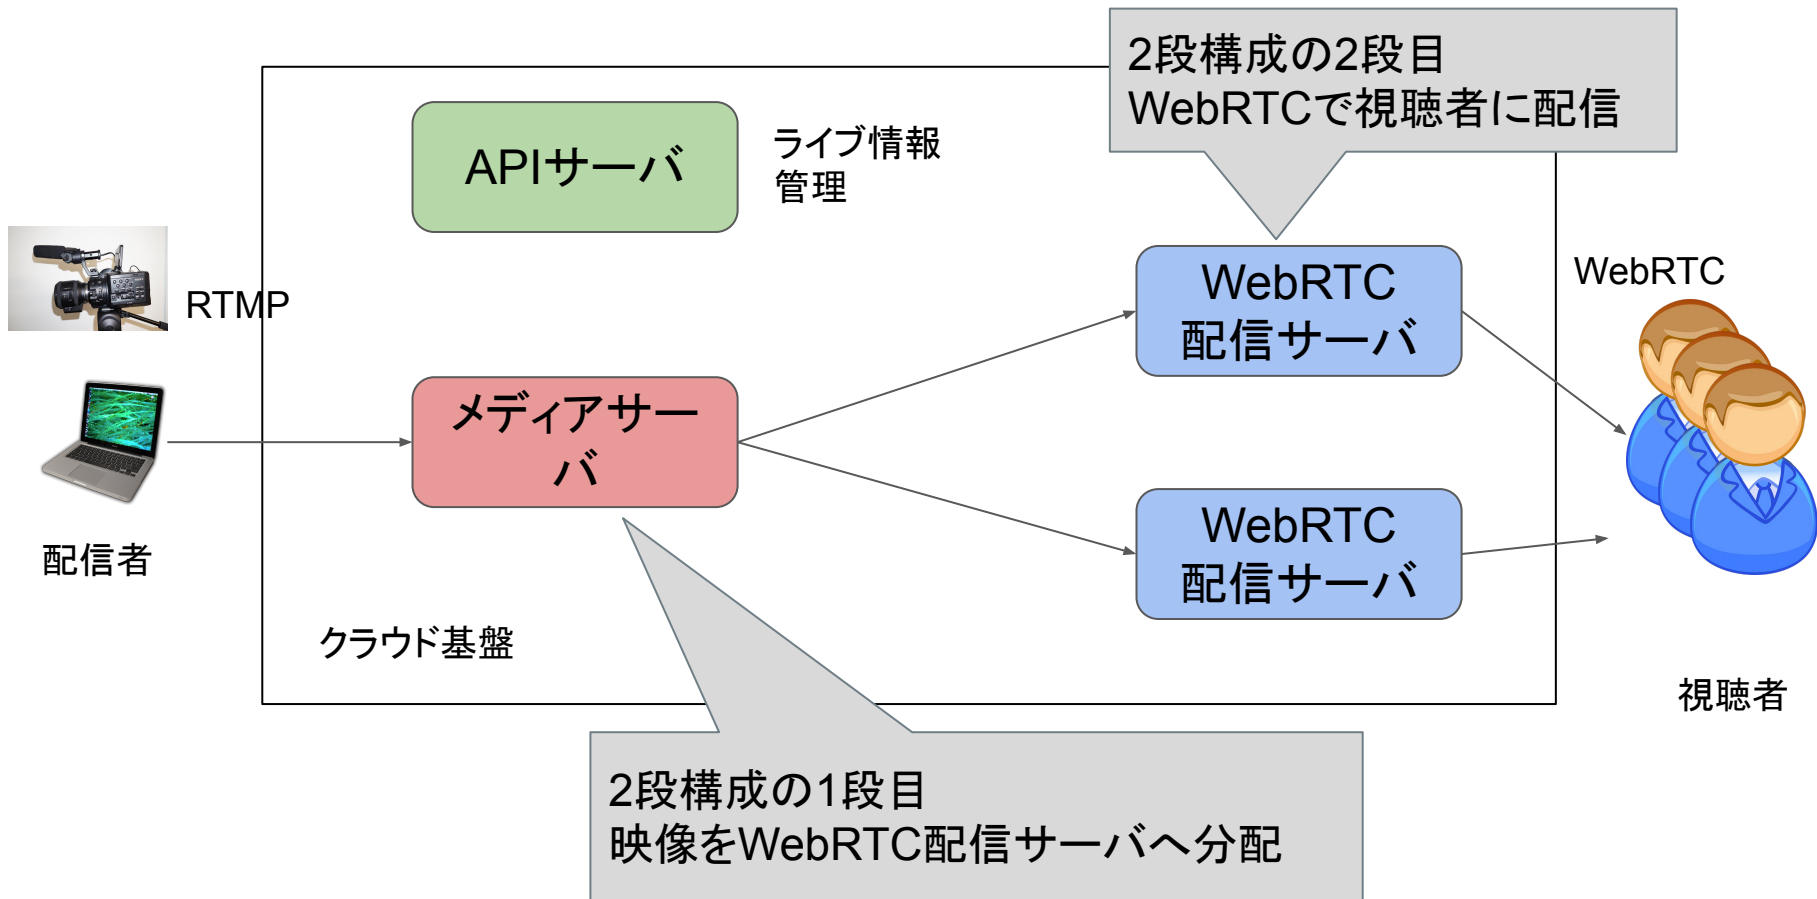 2段構成の2段目
WebRTCで視聴者に配信
APIサーバ
ライブ情報
管理
RTMP
WebRTC
配信サーバ
WebRTC
メディアサー
バ
WebRTC
配信サーバ
配信者
クラウド基盤
視聴者
2段構成の1段目
映像をWebRTC配信サーバへ分配